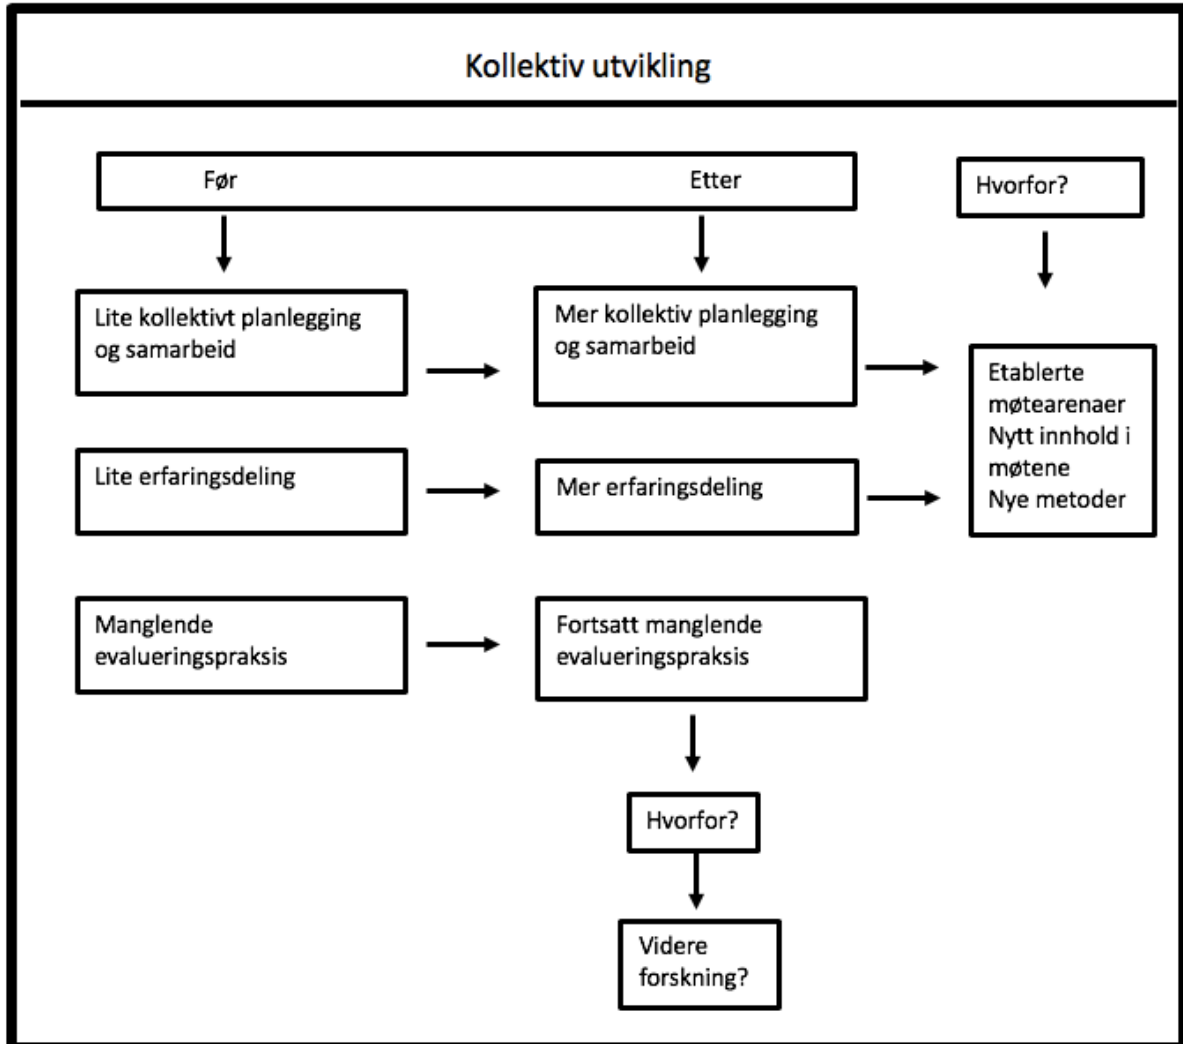 Kollektiv utvikling
Før
Etter
Hvorfor?
Lite kollektivt planlegging
og samarbeid
Mer kollektiv planlegging
og samarbeid
Etablerte
møtearenaer
Nytt innhold i
møtene
Nye metoder
Lite erfaringsdeling
Mer erfaringsdeling
Manglende
evalueringspraksis
Fortsatt manglende
evalueringspraksis
Hvorfor?
Videre
forskning?